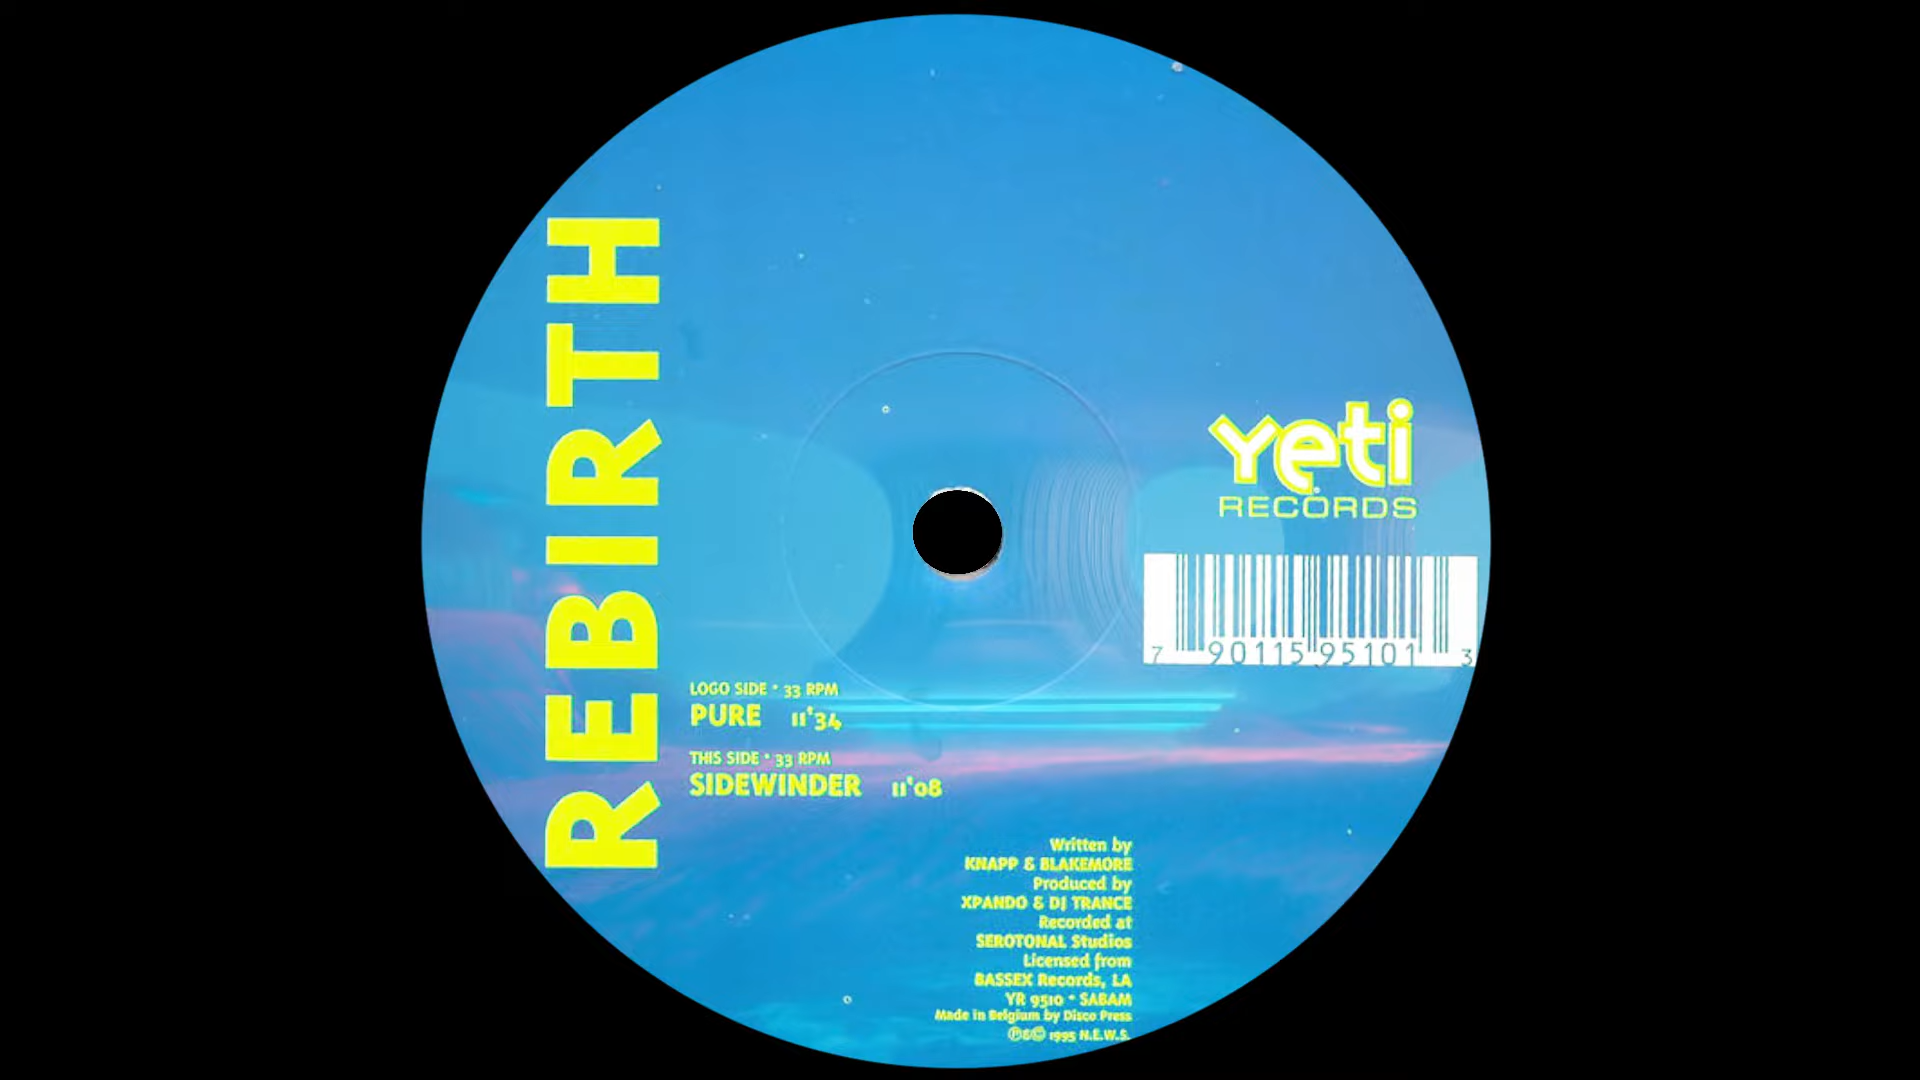 REBIRTH
Yeti
RECORDS
7 90115 95101 3
LOGO SIDE • 33 RPM
PURE 11'34
THIS SIDE • 33 RPM
SIDEWINDER 11'08
Written by
KNAPP & BLAKEMORE
Produced by
XPANDO & DJ TRANCE
Recorded at
SEROTONAL Studios
Licensed from
BASSEX Records, LA
YR 9510 • SABAM
Made in Belgium by Disco Press
℗&© 1995 N.E.W.S.